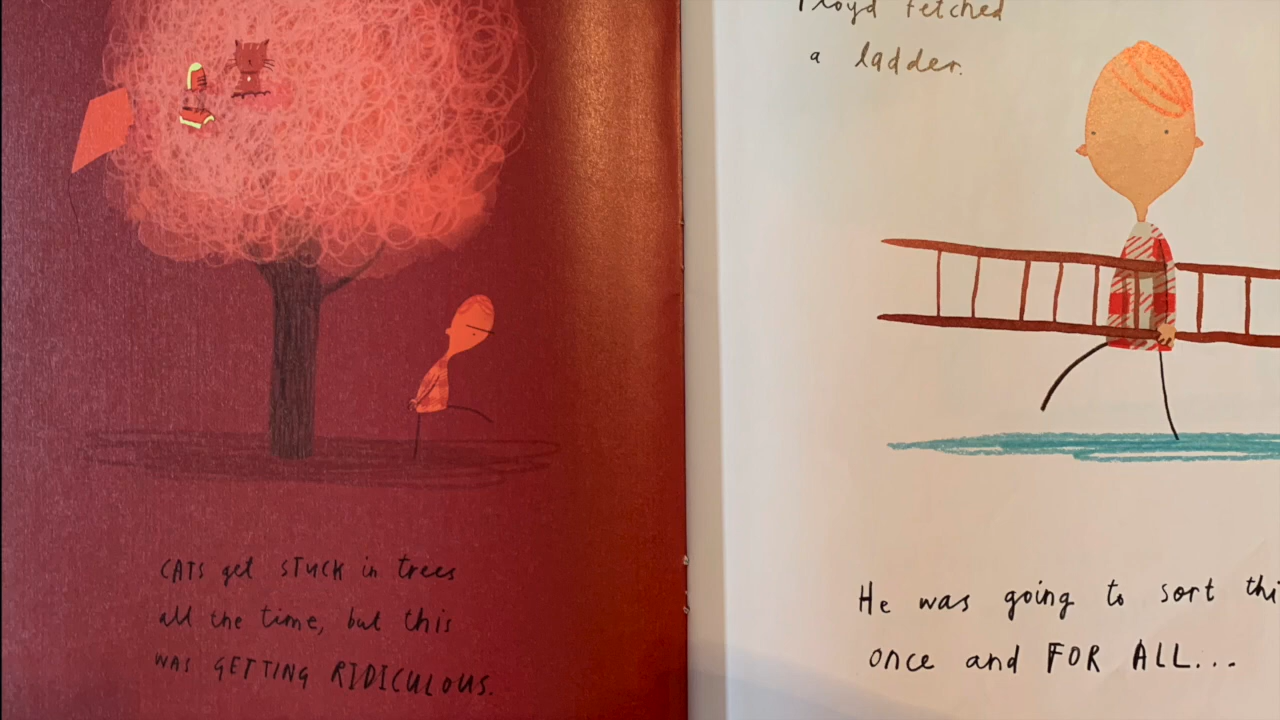 CATS get STUCK in trees
all the time, but this
WAS GETTING RIDICULOUS.
Floyd fetched
a ladder.
He was going to sort
once and FOR ALL...